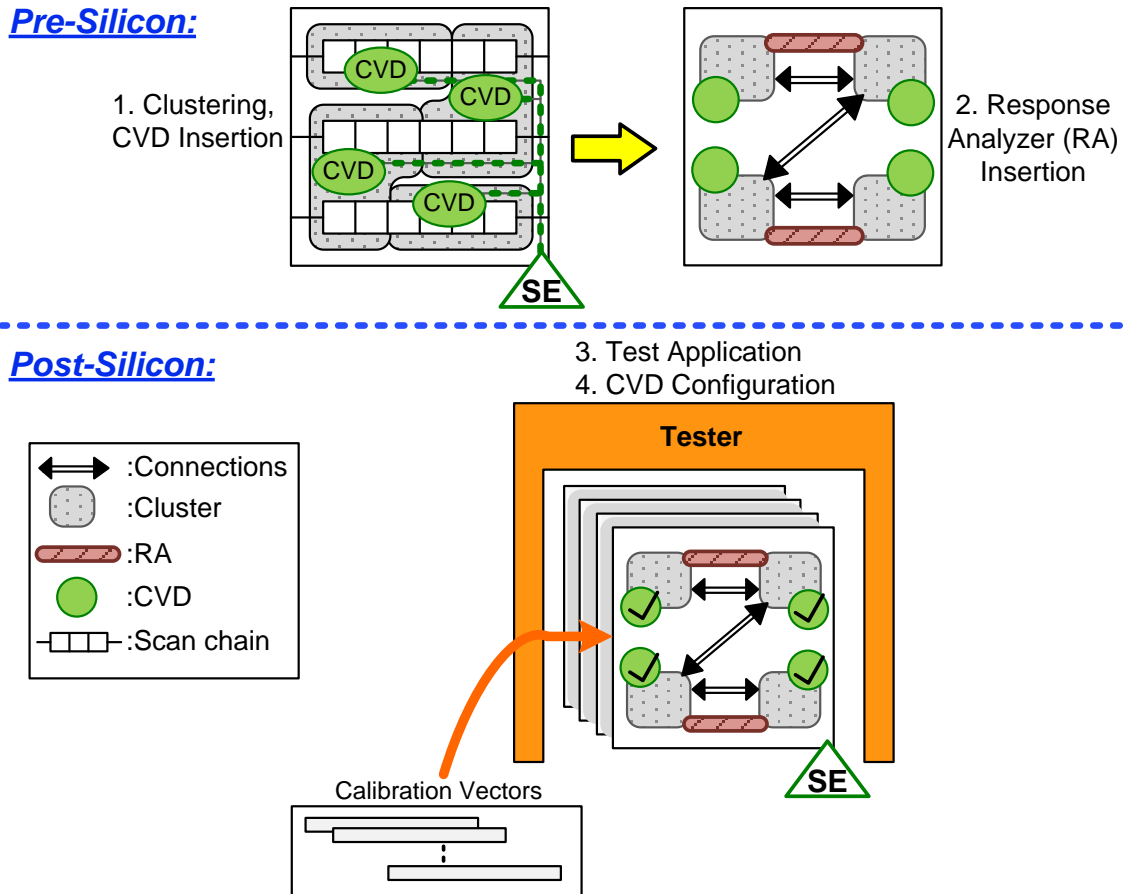 Pre-Silicon:
1. Clustering,
CVD Insertion
CVD
CVD
CVD
CVD
SE
2. Response
Analyzer (RA)
Insertion
Post-Silicon:
3. Test Application
4. CVD Configuration
Tester
:Connections
:Cluster
:RA
:CVD
:Scan chain
SE
Calibration Vectors